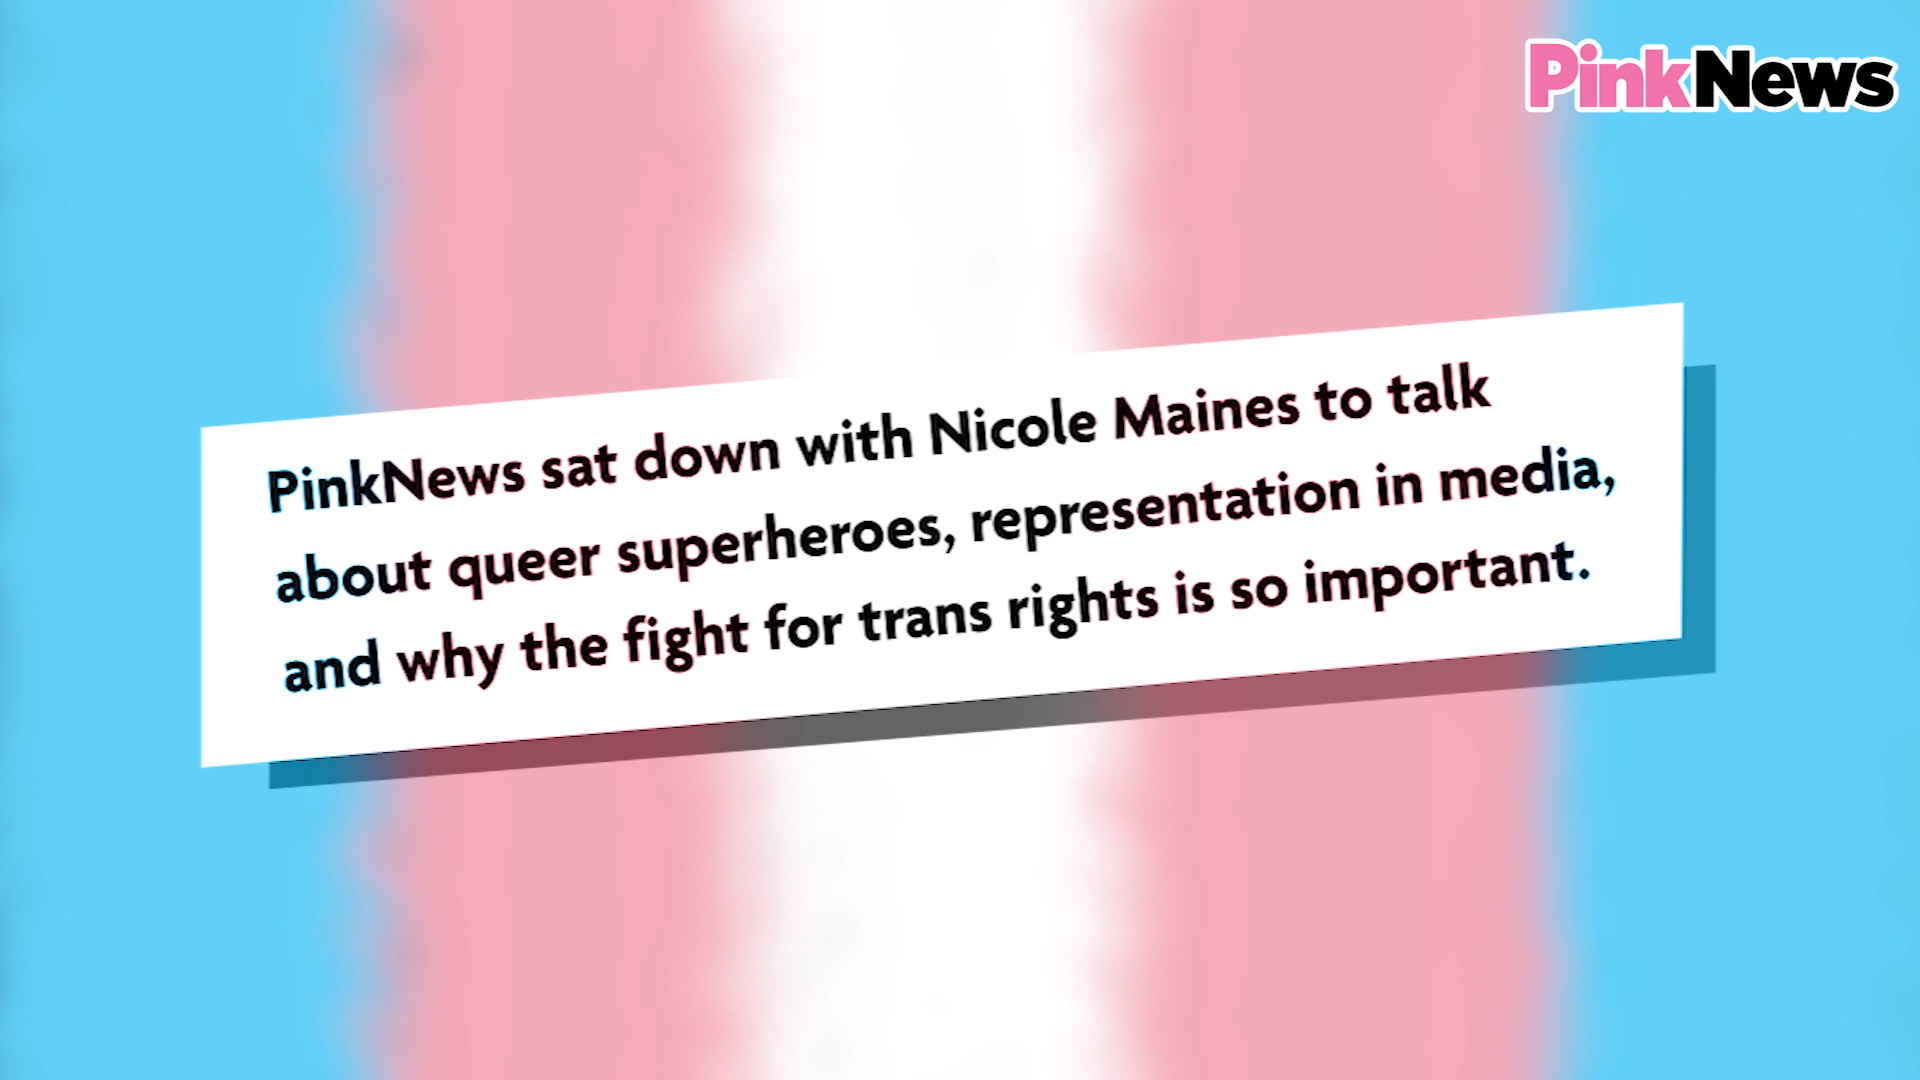 PinkNews
PinkNews sat down with Nicole Maines to talk
about queer superheroes, representation in media,
and why the fight for trans rights is so important.